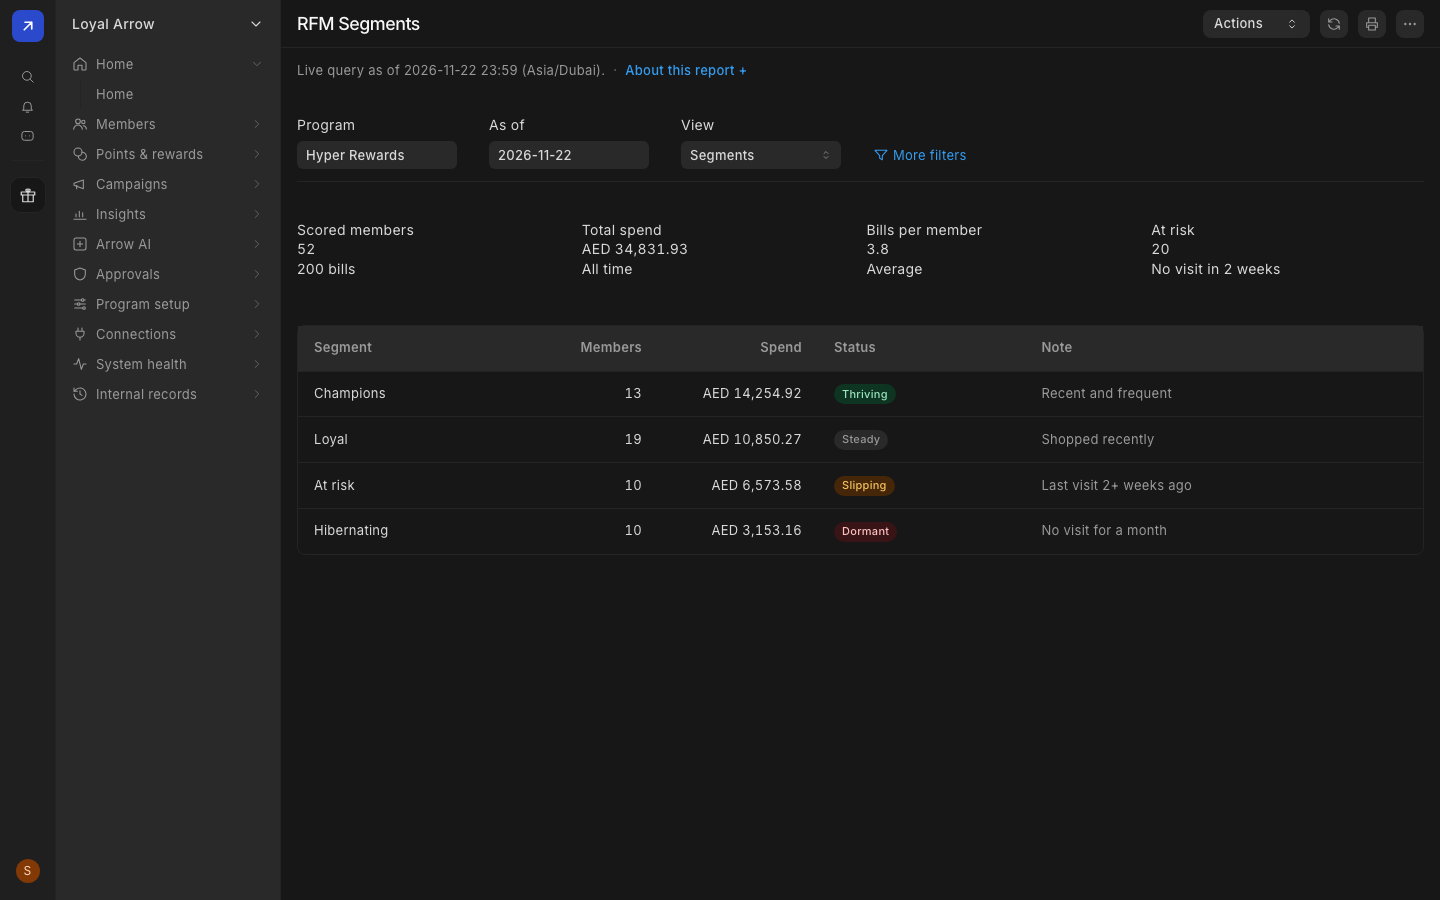 Loyal Arrow
Home
Home
Members
Points & rewards
Campaigns
Insights
Arrow AI
Approvals
Program setup
Connections
System health
Internal records
S
RFM Segments
Actions
Live query as of 2026-11-22 23:59 (Asia/Dubai). · About this report +
Program As of View
Hyper Rewards 2026-11-22 Segments More filters
Scored members Total spend Bills per member At risk
52 AED 34,831.93 3.8 20
200 bills All time Average No visit in 2 weeks
Segment Members Spend Status Note
Champions 13 AED 14,254.92 Thriving Recent and frequent
Loyal 19 AED 10,850.27 Steady Shopped recently
At risk 10 AED 6,573.58 Slipping Last visit 2+ weeks ago
Hibernating 10 AED 3,153.16 Dormant No visit for a month